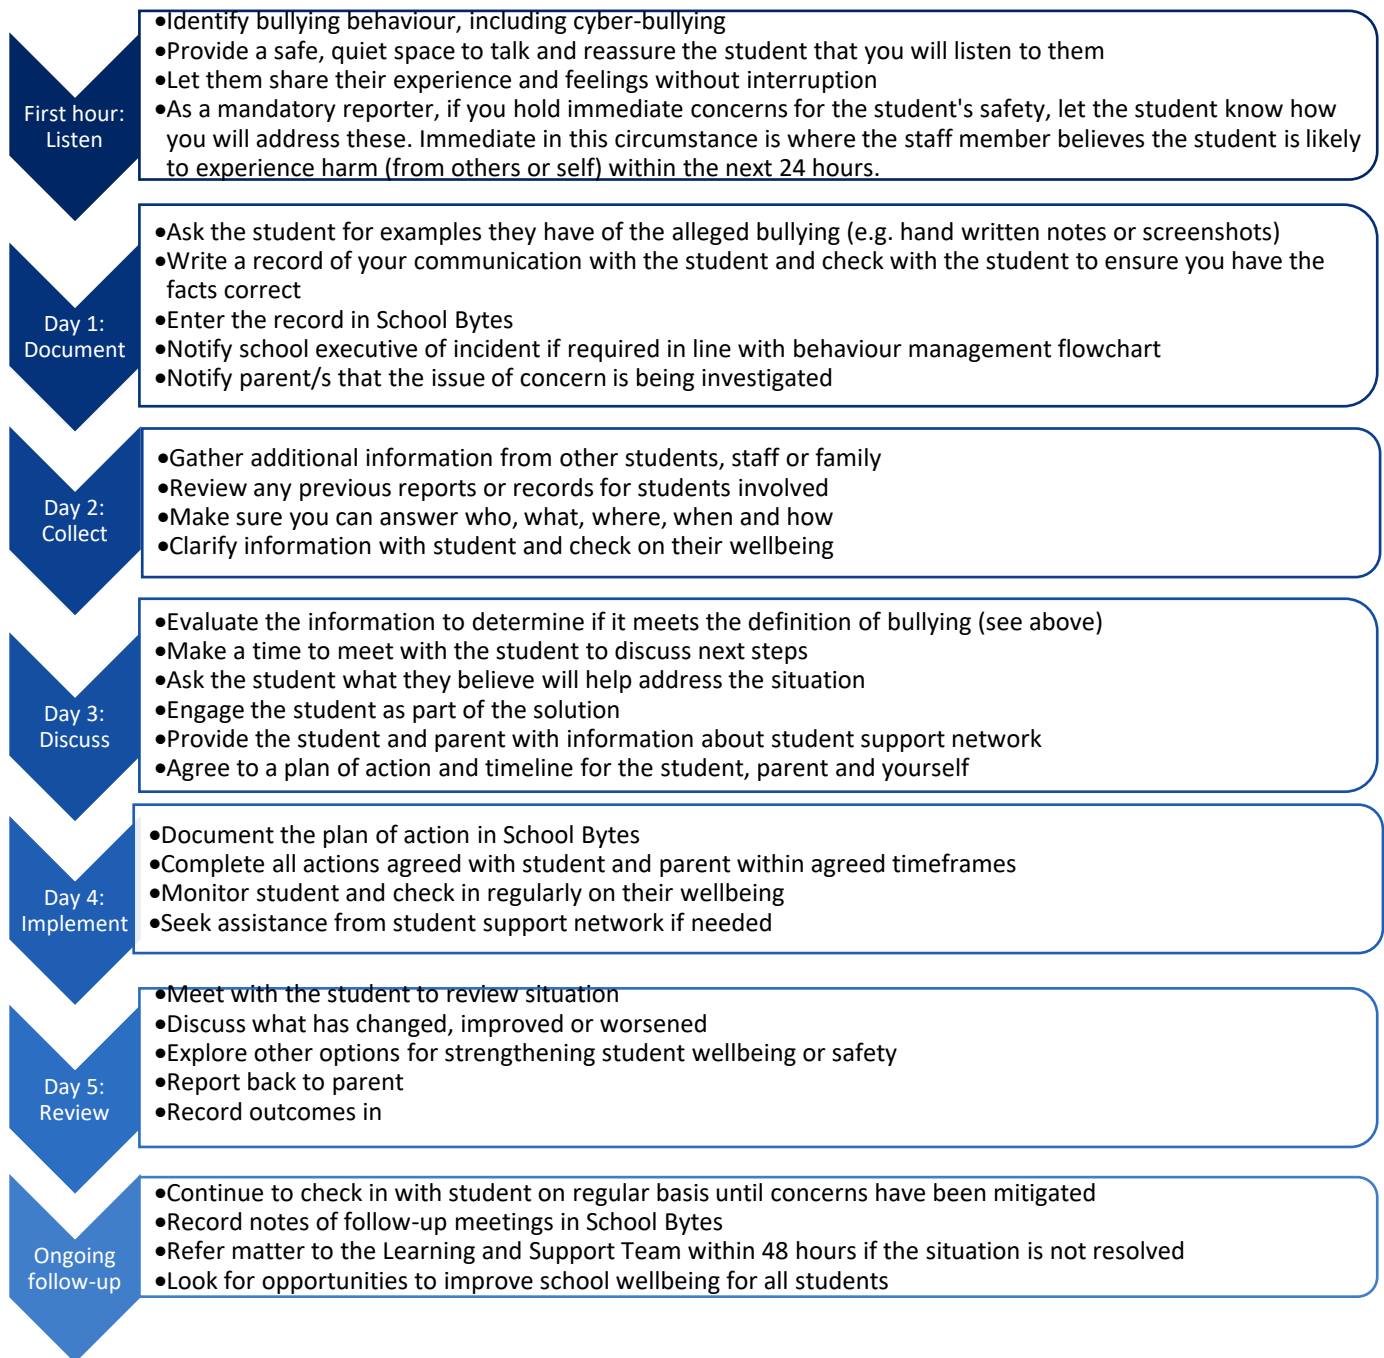 First hour:
Listen
•Identify bullying behaviour, including cyber-bullying
•Provide a safe, quiet space to talk and reassure the student that you will listen to them
•Let them share their experience and feelings without interruption
•As a mandatory reporter, if you hold immediate concerns for the student's safety, let the student know how
you will address these. Immediate in this circumstance is where the staff member believes the student is likely
to experience harm (from others or self) within the next 24 hours.
Day 1:
Document
•Ask the student for examples they have of the alleged bullying (e.g. hand written notes or screenshots)
•Write a record of your communication with the student and check with the student to ensure you have the
facts correct
•Enter the record in School Bytes
•Notify school executive of incident if required in line with behaviour management flowchart
•Notify parent/s that the issue of concern is being investigated
Day 2:
Collect
•Gather additional information from other students, staff or family
•Review any previous reports or records for students involved
•Make sure you can answer who, what, where, when and how
•Clarify information with student and check on their wellbeing
Day 3:
Discuss
•Evaluate the information to determine if it meets the definition of bullying (see above)
•Make a time to meet with the student to discuss next steps
•Ask the student what they believe will help address the situation
•Engage the student as part of the solution
•Provide the student and parent with information about student support network
•Agree to a plan of action and timeline for the student, parent and yourself
Day 4:
Implement
•Document the plan of action in School Bytes
•Complete all actions agreed with student and parent within agreed timeframes
•Monitor student and check in regularly on their wellbeing
•Seek assistance from student support network if needed
Day 5:
Review
•Meet with the student to review situation
•Discuss what has changed, improved or worsened
•Explore other options for strengthening student wellbeing or safety
•Report back to parent
•Record outcomes in
Ongoing
follow-up
•Continue to check in with student on regular basis until concerns have been mitigated
•Record notes of follow-up meetings in School Bytes
•Refer matter to the Learning and Support Team within 48 hours if the situation is not resolved
•Look for opportunities to improve school wellbeing for all students